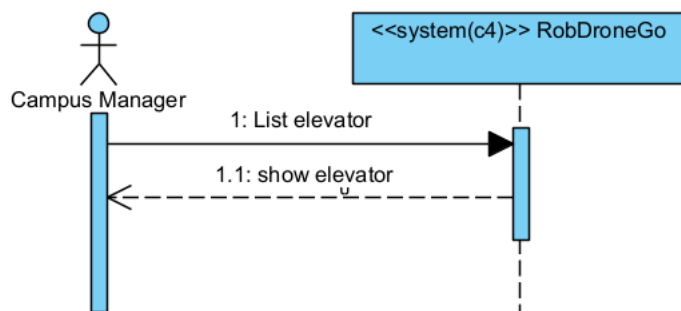 <<system(c4)>> RobDroneGo
Campus Manager
1: List elevator
1.1: show elevator